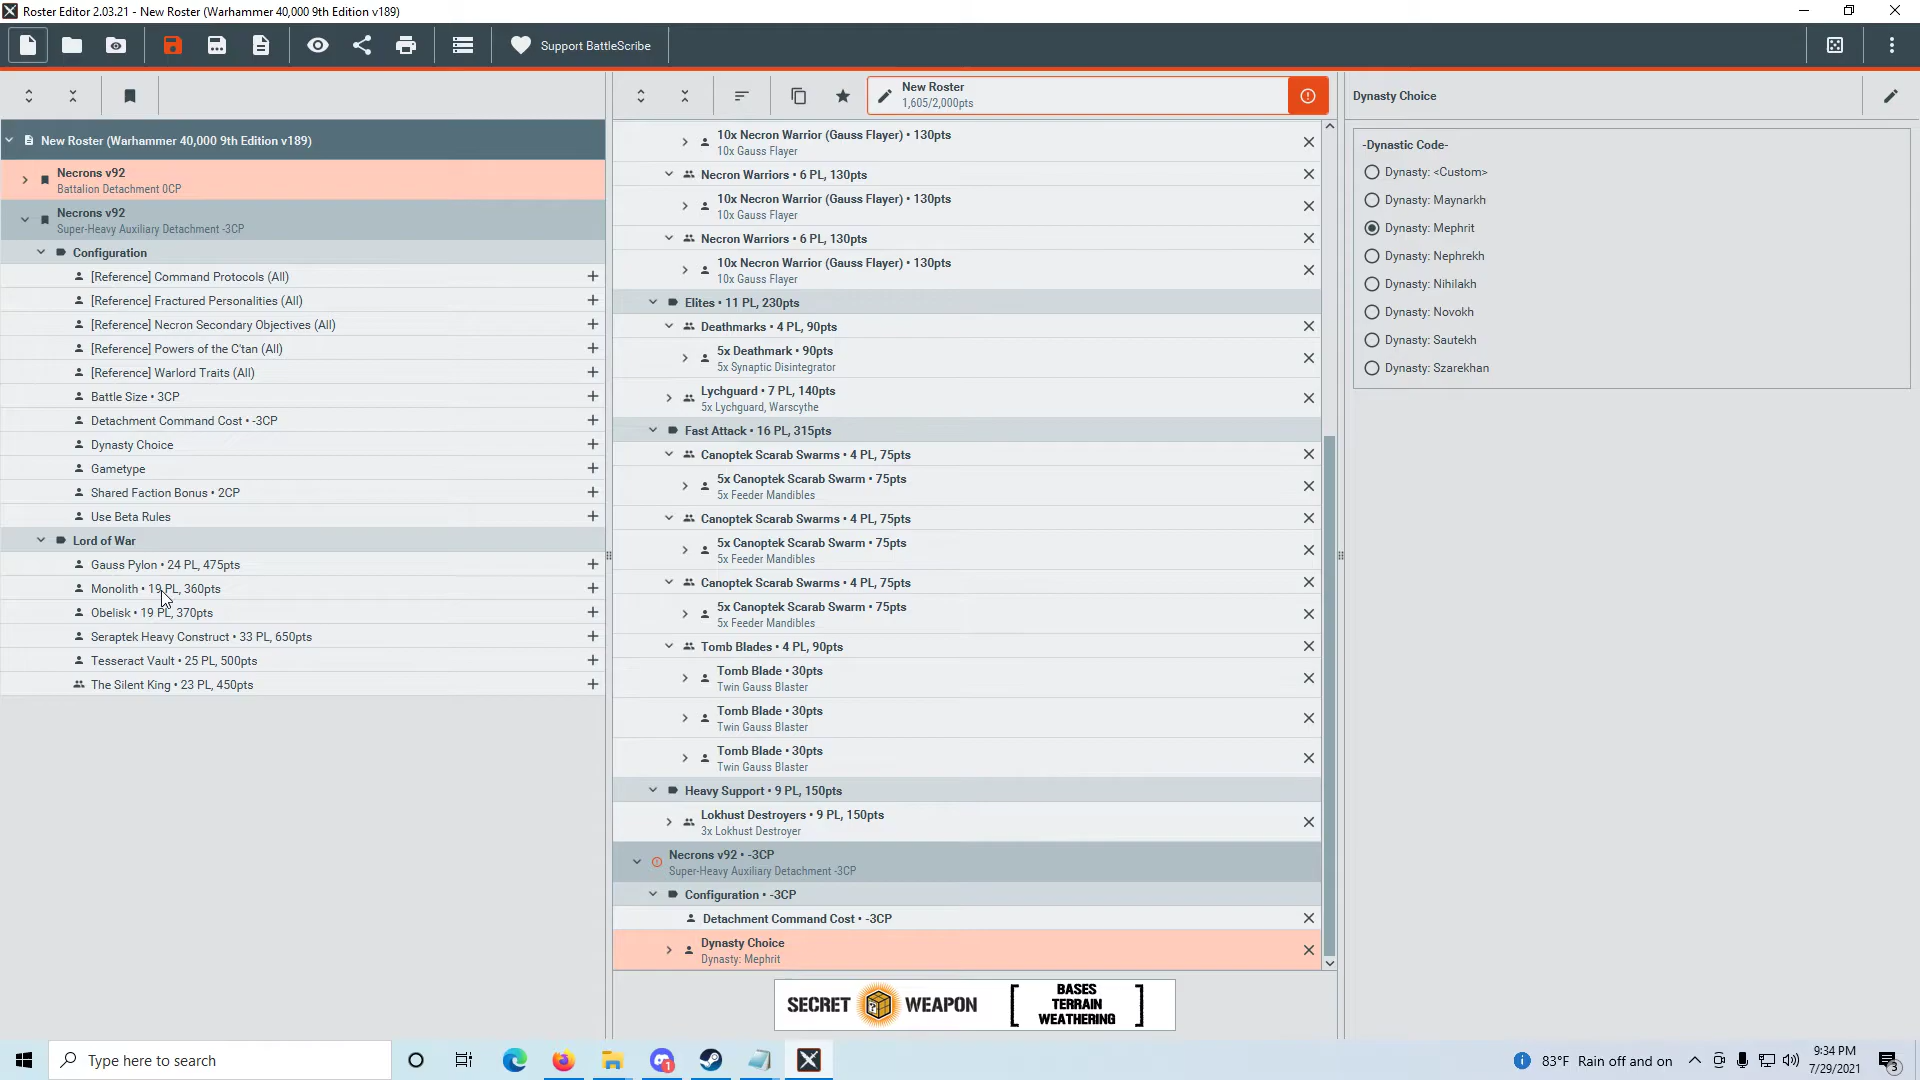 Roster Editor 2.03.21 - New Roster (Warhammer 40,000 9th Edition v189)
Support BattleScribe
New Roster
1,605/2,000pts
Dynasty Choice
New Roster (Warhammer 40,000 9th Edition v189)
Necrons v92
Battalion Detachment 0CP
Necrons v92
Super-Heavy Auxiliary Detachment -3CP
Configuration
[Reference] Command Protocols (All)
[Reference] Fractured Personalities (All)
[Reference] Necron Secondary Objectives (All)
[Reference] Powers of the C'tan (All)
[Reference] Warlord Traits (All)
Battle Size • 3CP
Detachment Command Cost • -3CP
Dynasty Choice
Gametype
Shared Faction Bonus • 2CP
Use Beta Rules
Lord of War
Gauss Pylon • 24 PL, 475pts
Monolith • 19 PL, 360pts
Obelisk • 19 PL, 370pts
Seraptek Heavy Construct • 33 PL, 650pts
Tesseract Vault • 25 PL, 500pts
The Silent King • 23 PL, 450pts
10x Necron Warrior (Gauss Flayer) • 130pts
10x Gauss Flayer
Necron Warriors • 6 PL, 130pts
10x Necron Warrior (Gauss Flayer) • 130pts
10x Gauss Flayer
Necron Warriors • 6 PL, 130pts
10x Necron Warrior (Gauss Flayer) • 130pts
10x Gauss Flayer
Elites • 11 PL, 230pts
Deathmarks • 4 PL, 90pts
5x Deathmark • 90pts
5x Synaptic Disintegrator
Lychguard • 7 PL, 140pts
5x Lychguard, Warscythe
Fast Attack • 16 PL, 315pts
Canoptek Scarab Swarms • 4 PL, 75pts
5x Canoptek Scarab Swarm • 75pts
5x Feeder Mandibles
Canoptek Scarab Swarms • 4 PL, 75pts
5x Canoptek Scarab Swarm • 75pts
5x Feeder Mandibles
Canoptek Scarab Swarms • 4 PL, 75pts
5x Canoptek Scarab Swarm • 75pts
5x Feeder Mandibles
Tomb Blades • 4 PL, 90pts
Tomb Blade • 30pts
Twin Gauss Blaster
Tomb Blade • 30pts
Twin Gauss Blaster
Tomb Blade • 30pts
Twin Gauss Blaster
Heavy Support • 9 PL, 150pts
Lokhust Destroyers • 9 PL, 150pts
3x Lokhust Destroyer
Necrons v92 • -3CP
Super-Heavy Auxiliary Detachment -3CP
Configuration • -3CP
Detachment Command Cost • -3CP
Dynasty Choice
Dynasty: Mephrit
-Dynastic Code-
Dynasty: <Custom>
Dynasty: Maynarkh
Dynasty: Mephrit
Dynasty: Nephrekh
Dynasty: Nihilakh
Dynasty: Novokh
Dynasty: Sautekh
Dynasty: Szarekhan
SECRET WEAPON
BASES
TERRAIN
WEATHERING
Type here to search
1
83°F Rain off and on
9:34 PM
7/29/2021
3